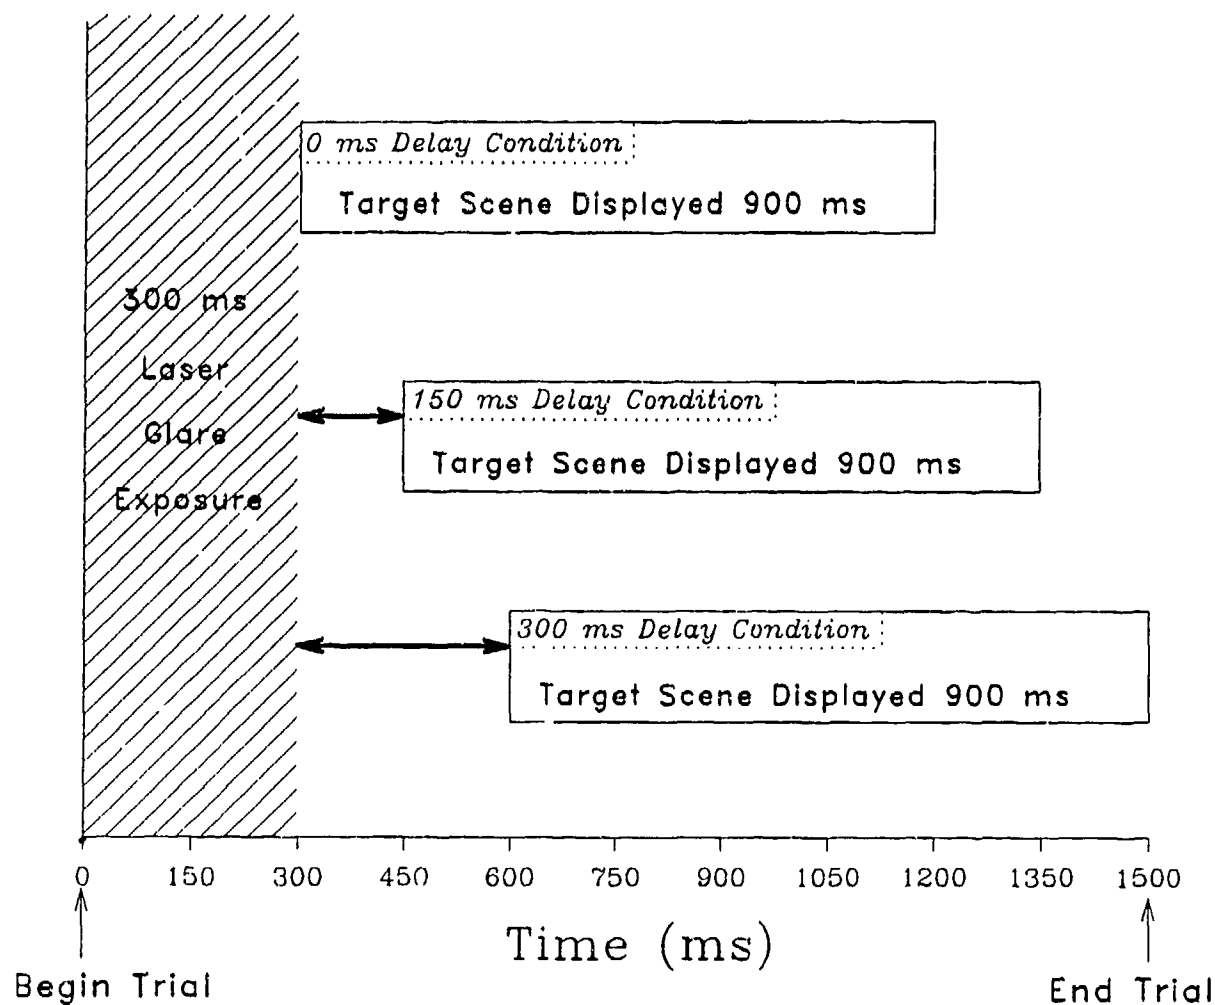 0 ms Delay Condition
Target Scene Displayed 900 ms
300 ms
Laser
Glare
Exposure
150 ms Delay Condition
Target Scene Displayed 900 ms
300 ms Delay Condition
Target Scene Displayed 900 ms
0 150 300 450 600 750 900 1050 1200 1350 1500
Time (ms)
Begin Trial
End Trial